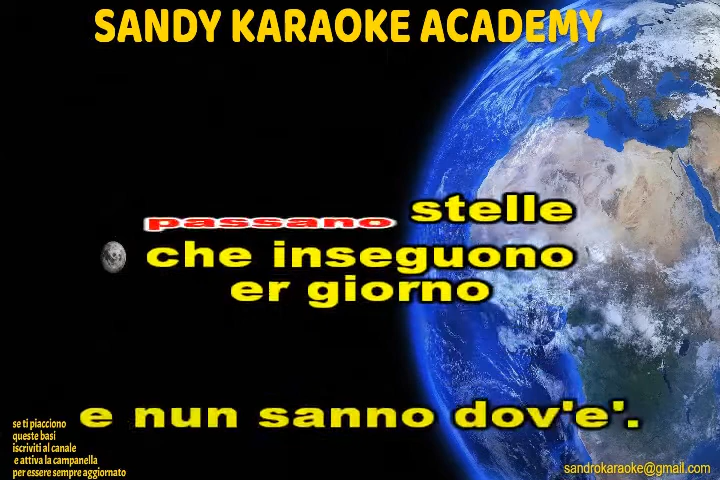 SANDY KARAOKE ACADEMY
passano stelle
che inseguono
er giorno
e nun sanno dov'e'.
se ti piacciono
queste basi
iscriviti al canale
e attiva la campanella
per essere sempre aggiornato
sandrokaraoke@gmail.com